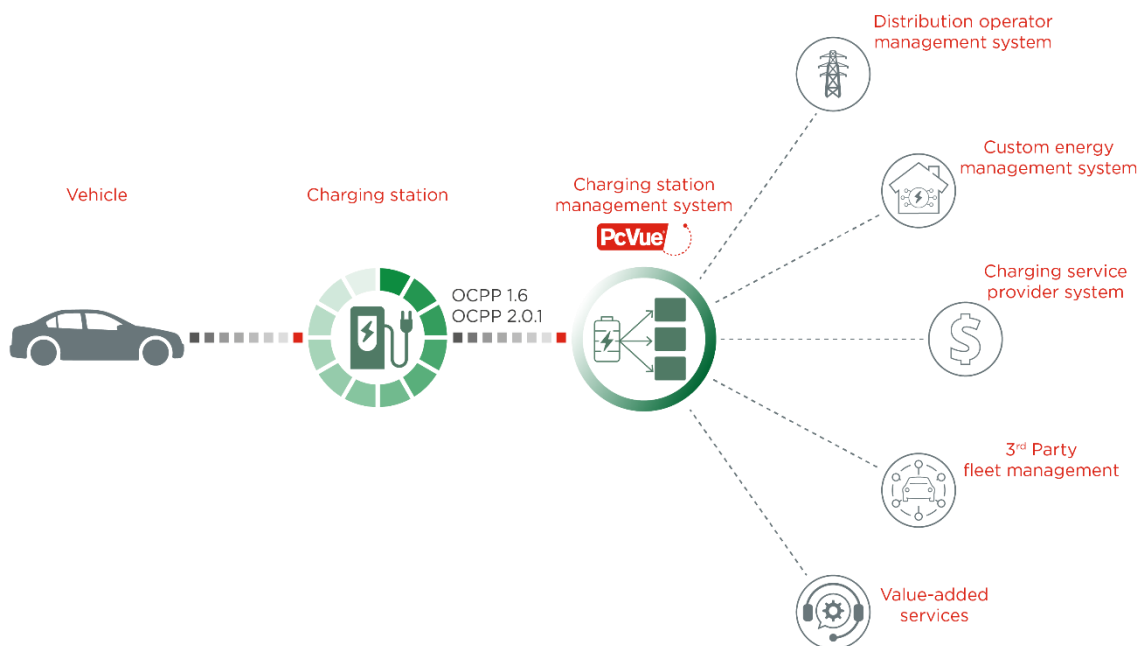 Distribution operator
management system
Custom energy
management system
Vehicle
Charging station
Charging station
management system
PcVue
OCPP 1.6
OCPP 2.0.1
Charging service
provider system
$
3rd Party
fleet management
Value-added
services